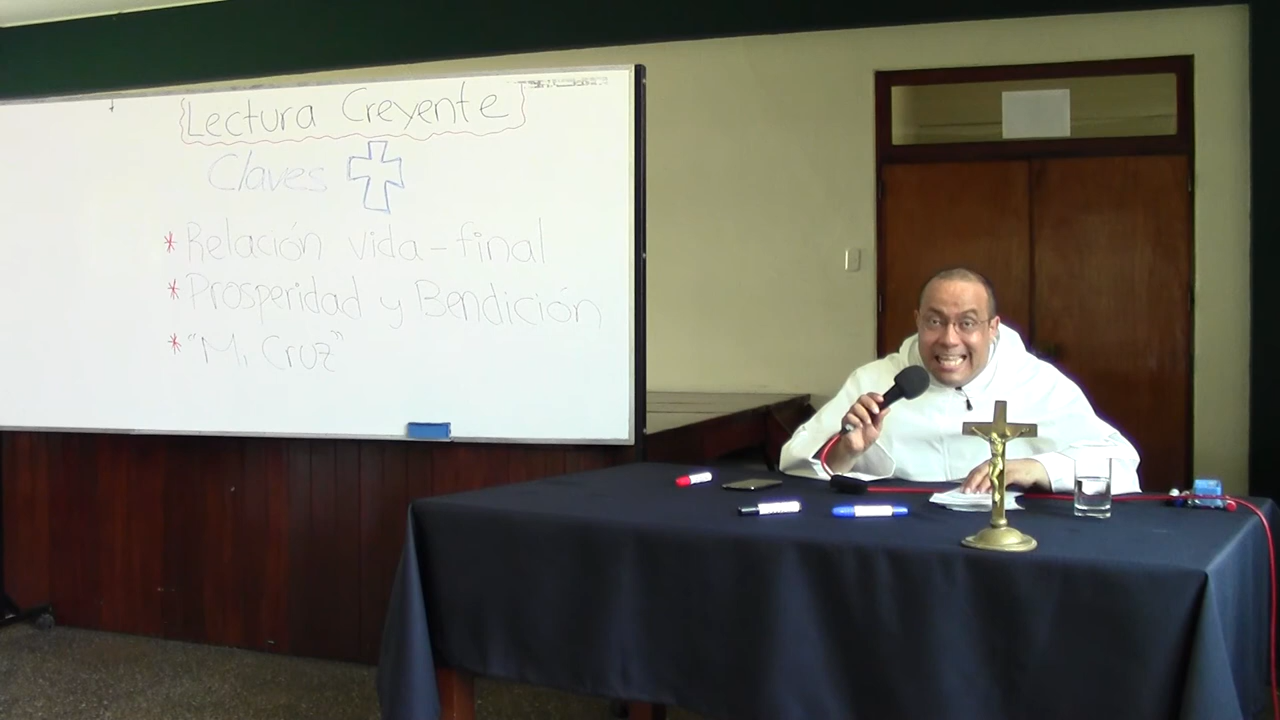 Lectura Creyente
Claves
* Relación vida-final
* Prosperidad y Bendición
* "Mi Cruz"